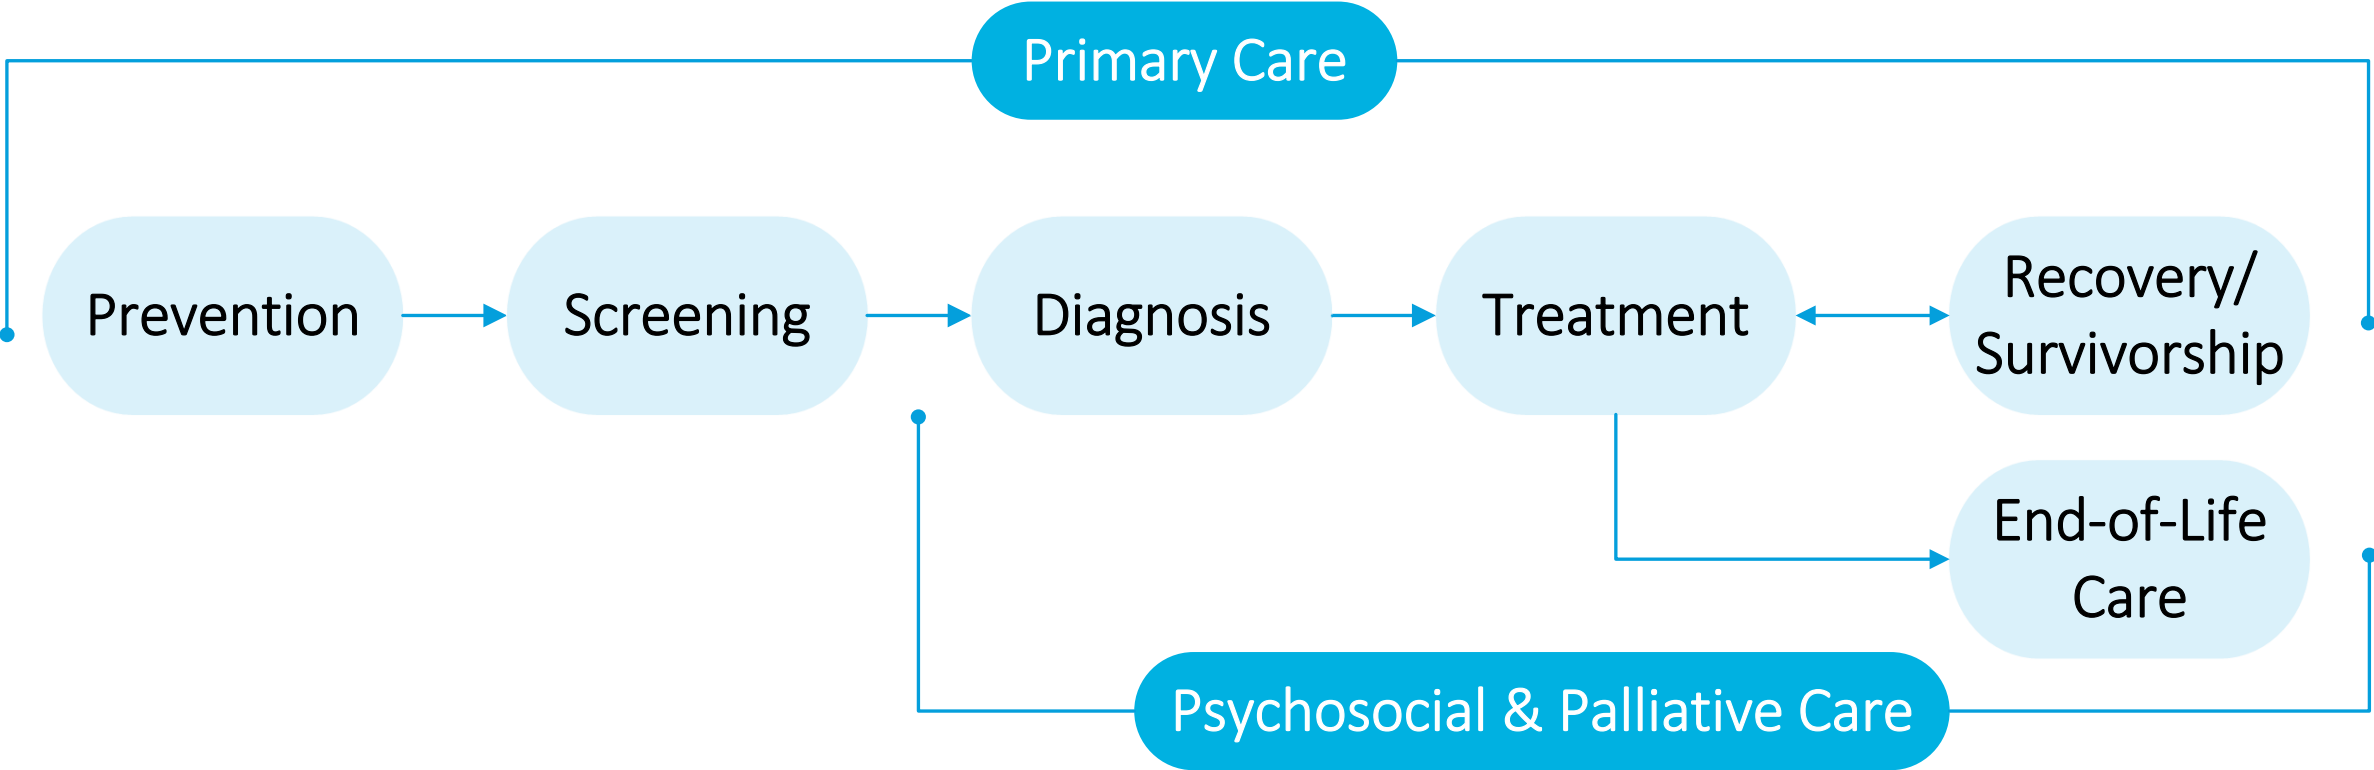 Primary Care
Prevention
Screening
Diagnosis
Treatment
Recovery/
Survivorship
End-of-Life
Care
Psychosocial & Palliative Care